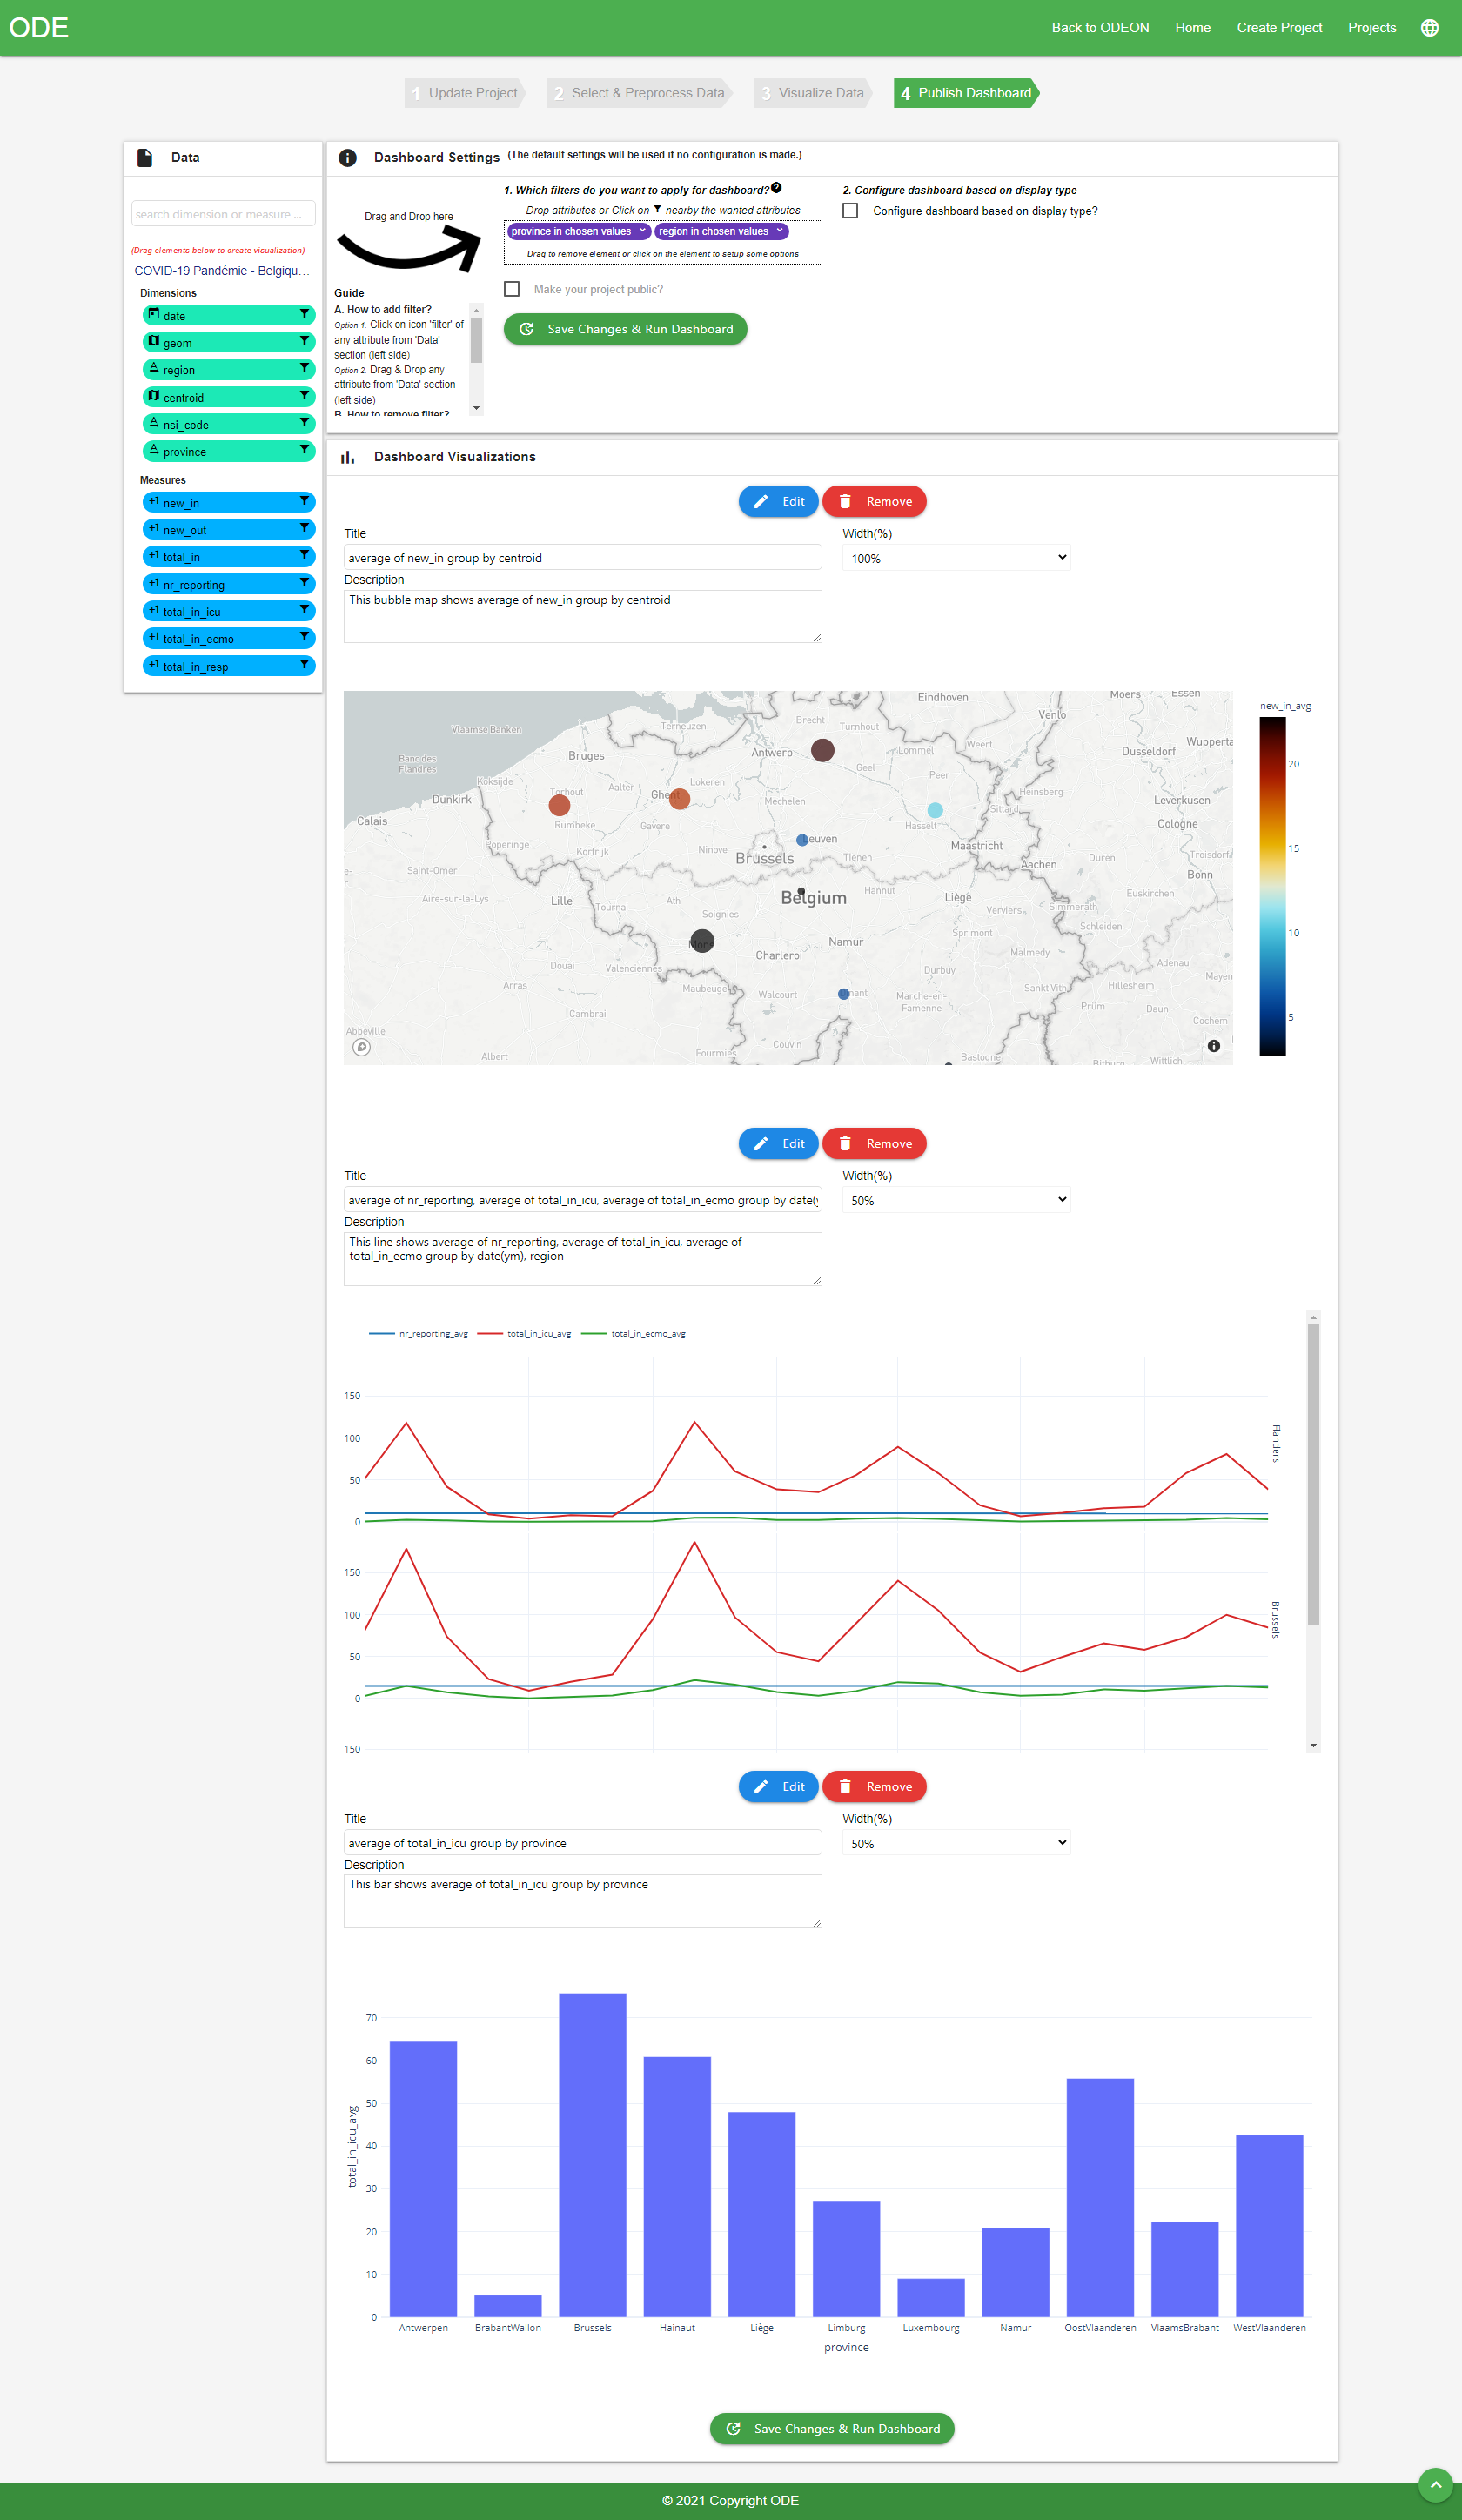 ODE
Back to ODEON Home Create Project Projects
1 Update Project 2 Select & Preprocess Data 3 Visualize Data 4 Publish Dashboard
Data
search dimension or measure ...
(Drag elements below to create visualization)
COVID-19 Pandémie - Belgiqu...
Dimensions
date
geom
region
centroid
nsi_code
province
Measures
+1 new_in
+1 new_out
+1 total_in
+1 nr_reporting
+1 total_in_icu
+1 total_in_ecmo
+1 total_in_resp
Dashboard Settings (The default settings will be used if no configuration is made.)
Drag and Drop here
Guide
A. How to add filter?
Option 1. Click on icon 'filter' of
any attribute from 'Data'
section (left side)
Option 2. Drag & Drop any
attribute from 'Data' section
(left side)
B. How to remove filter?
1. Which filters do you want to apply for dashboard?
Drop attributes or Click on nearby the wanted attributes
province in chosen values region in chosen values
Drag to remove element or click on the element to setup some options
Make your project public?
Save Changes & Run Dashboard
2. Configure dashboard based on display type
Configure dashboard based on display type?
Dashboard Visualizations
Edit Remove
Title Width(%)
average of new_in group by centroid 100%
Description
This bubble map shows average of new_in group by centroid
Eindhoven Moers Essen
Venlo
Vlaamse Banken Terneuzen Brecht Turnhout
Bruges Antwerp Lommel Weert Dusseldorf Wupperta
Banc des
Flandres
Geel Peer
Koksijde Torhout Aalter Ghent Lokeren Heinsberg
Dunkirk Mechelen Sittard Leverkusen
Calais Rumbeke Gavere Hasselt Cologne
Poperinge Kortrijk Ninove Leuven Maastricht
Brussels Tienen Aachen Duren Troisdorf
Saint-Omer Bonn
Aire-sur-la-Lys Lille Tournai Ath Belgium Hannut Liège Verviers Simmerath Euskirchen
Soignies Sprimont Schleiden
Mons Charleroi Namur Malmedy
Douai Valenciennes Durbuy Adenau Mayen
Arras Maubeuge Walcourt Dinant Marche-en-
Famenne
Sankt Vith Prüm Hillesheim Daun
Cambrai Cochem
Abbeville Couvin
Albert Fourmies Bastogne Bitburg Wittlich
new_in_avg
20
15
10
5
Edit Remove
Title Width(%)
average of nr_reporting, average of total_in_icu, average of total_in_ecmo group by date(y 50%
Description
This line shows average of nr_reporting, average of total_in_icu, average of
total_in_ecmo group by date(ym), region
nr_reporting_avg total_in_icu_avg total_in_ecmo_avg
150
100
50
0
Flanders
150
100
50
0
Brussels
150
Edit Remove
Title Width(%)
average of total_in_icu group by province 50%
Description
This bar shows average of total_in_icu group by province
70
60
50
40
30
20
10
0
total_in_icu_avg
Antwerpen BrabantWallon Brussels Hainaut Liège Limburg Luxembourg Namur OostVlaanderen VlaamsBrabant WestVlaanderen
province
Save Changes & Run Dashboard
© 2021 Copyright ODE